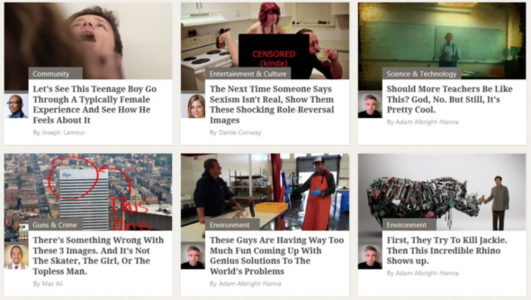 Community
Let's See This Teenage Boy Go
Through A Typically Female
Experience And See How He
Feels About It
By Joseph Lamour
CENSORED
(kinda)
Entertainment & Culture
The Next Time Someone Says
Sexism Isn't Real, Show Them
These Shocking Role-Reversal
Images
By Danie Conway
Science & Technology
Should More Teachers Be Like
This? God, No. But Still, It's
Pretty Cool.
By Adam Albright-Hanna
This
One
Guns & Crime
There's Something Wrong With
These 3 Images. And It's Not
The Skater, The Girl, Or The
Topless Man.
By Maz Ali
Environment
These Guys Are Having Way Too
Much Fun Coming Up With
Genius Solutions To The
World's Problems
By Adam Albright-Hanna
Environment
First, They Try To Kill Jackie.
Then This Incredible Rhino
Shows up.
By Adam Albright-Hanna